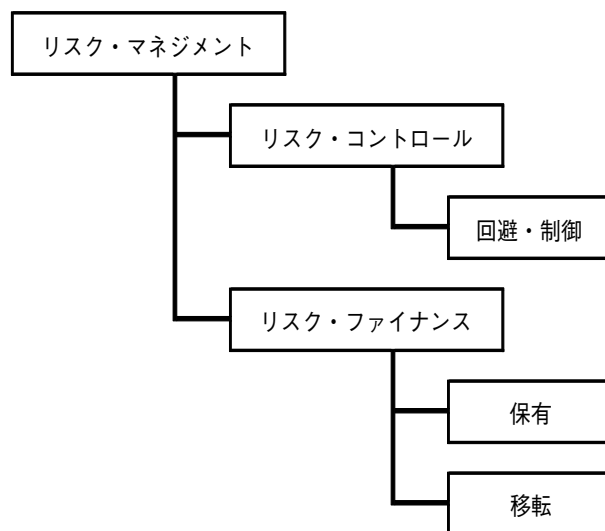 リスク・マネジメント
リスク・コントロール
回避・制御
リスク・ファイナンス
保有
移転